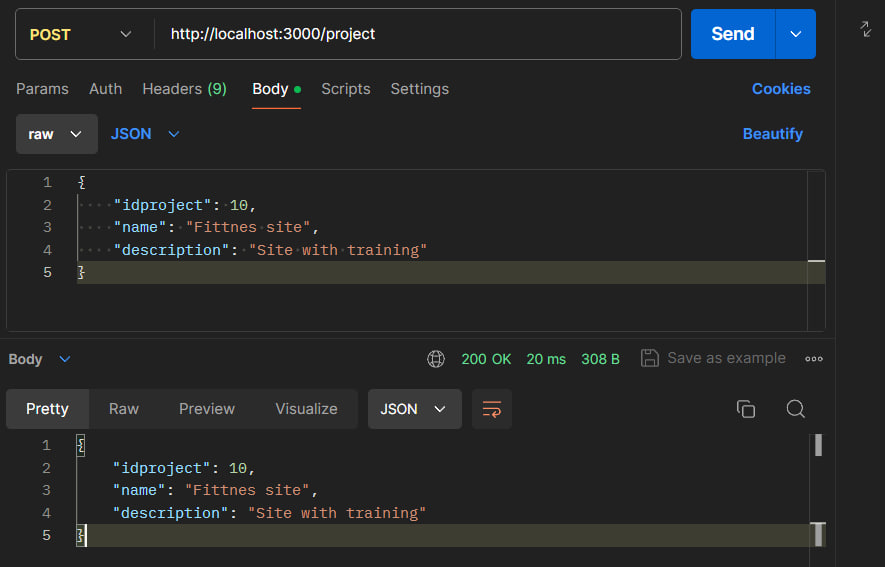 POST http://localhost:3000/project Send
Params Auth Headers (9) Body Scripts Settings Cookies
raw JSON Beautify
1 {
2 "idproject": 10,
3 "name": "Fittnes site",
4 "description": "Site with training"
5 }
Body 200 OK 20 ms 308 B Save as example
Pretty Raw Preview Visualize JSON
1 {
2 "idproject": 10,
3 "name": "Fittnes site",
4 "description": "Site with training"
5 }